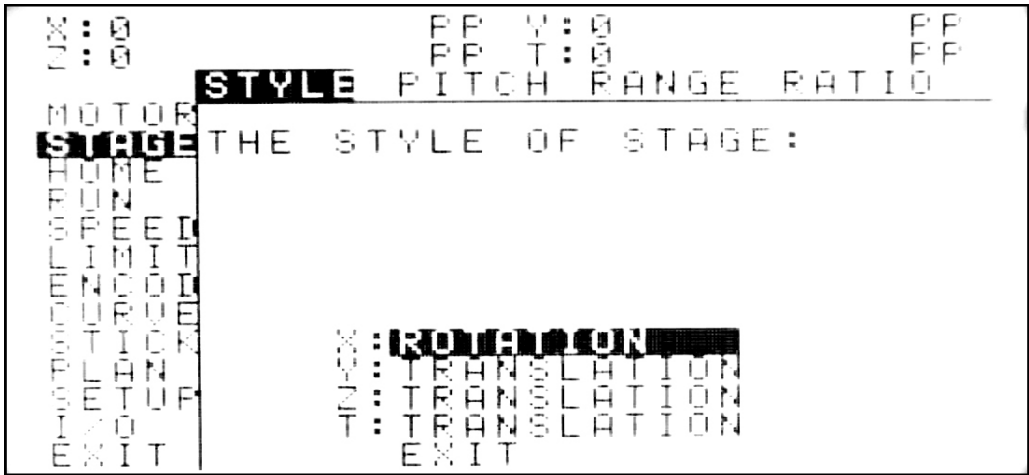 X:0 PP Y:0 PP
Z:0 PP T:0 PP
STYLE PITCH RANGE RATIO
MOTOR
STAGE THE STYLE OF STAGE:
HOME
RUN
SPEED
LIMIT
ENCOD
CURVE
STICK X:ROTATION
PLAN Y:TRANSLATION
SETUP Z:TRANSLATION
I/O T:TRANSLATION
EXIT EXIT